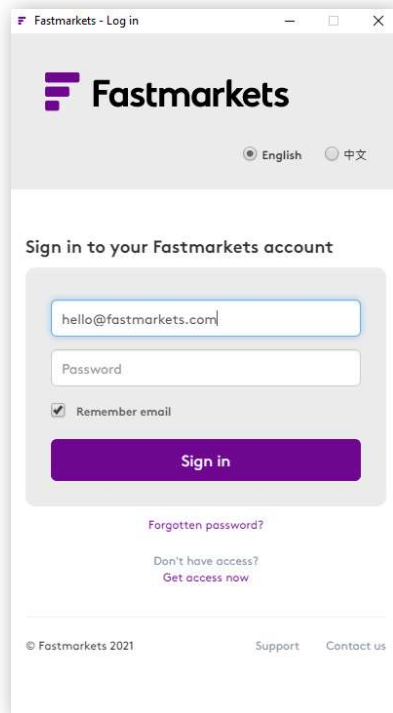 Fastmarkets - Log in
Fastmarkets
English 中文
Sign in to your Fastmarkets account
hello@fastmarkets.com
Password
Remember email
Sign in
Forgotten password?
Don't have access?
Get access now
© Fastmarkets 2021 Support Contact us